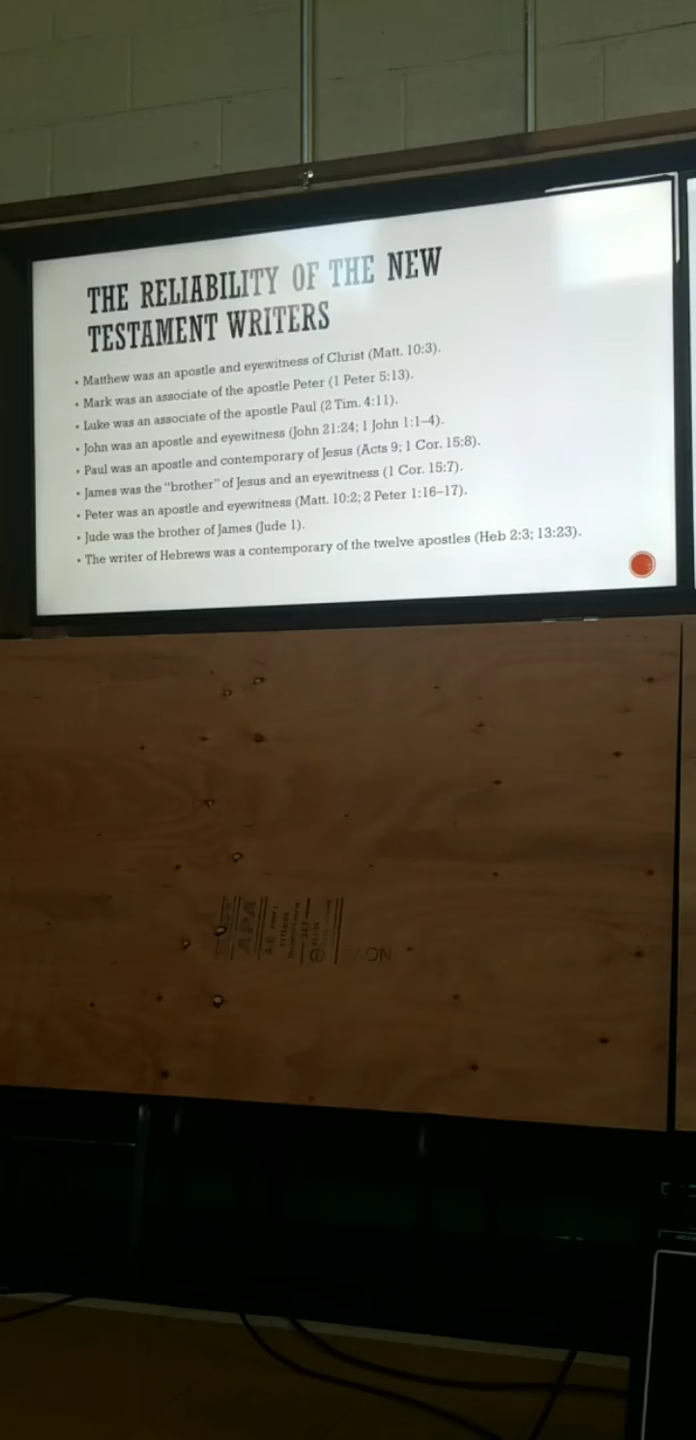 THE RELIABILITY OF THE NEW
TESTAMENT WRITERS
• Matthew was an apostle and eyewitness of Christ (Matt. 10:3).
• Mark was an associate of the apostle Peter (1 Peter 5:13).
• Luke was an associate of the apostle Paul (2 Tim. 4:11).
• John was an apostle and eyewitness (John 21:24; 1 John 1:1–4).
• Paul was an apostle and contemporary of Jesus (Acts 9; 1 Cor. 15:8).
• James was the "brother" of Jesus and an eyewitness (1 Cor. 15:7).
• Peter was an apostle and eyewitness (Matt. 10:2; 2 Peter 1:16–17).
• Jude was the brother of James (Jude 1).
• The writer of Hebrews was a contemporary of the twelve apostles (Heb 2:3; 13:23).
APA